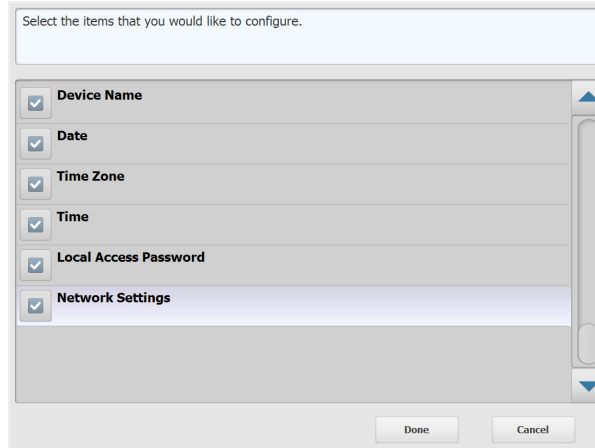 Select the items that you would like to configure.
Device Name
Date
Time Zone
Time
Local Access Password
Network Settings
Done
Cancel